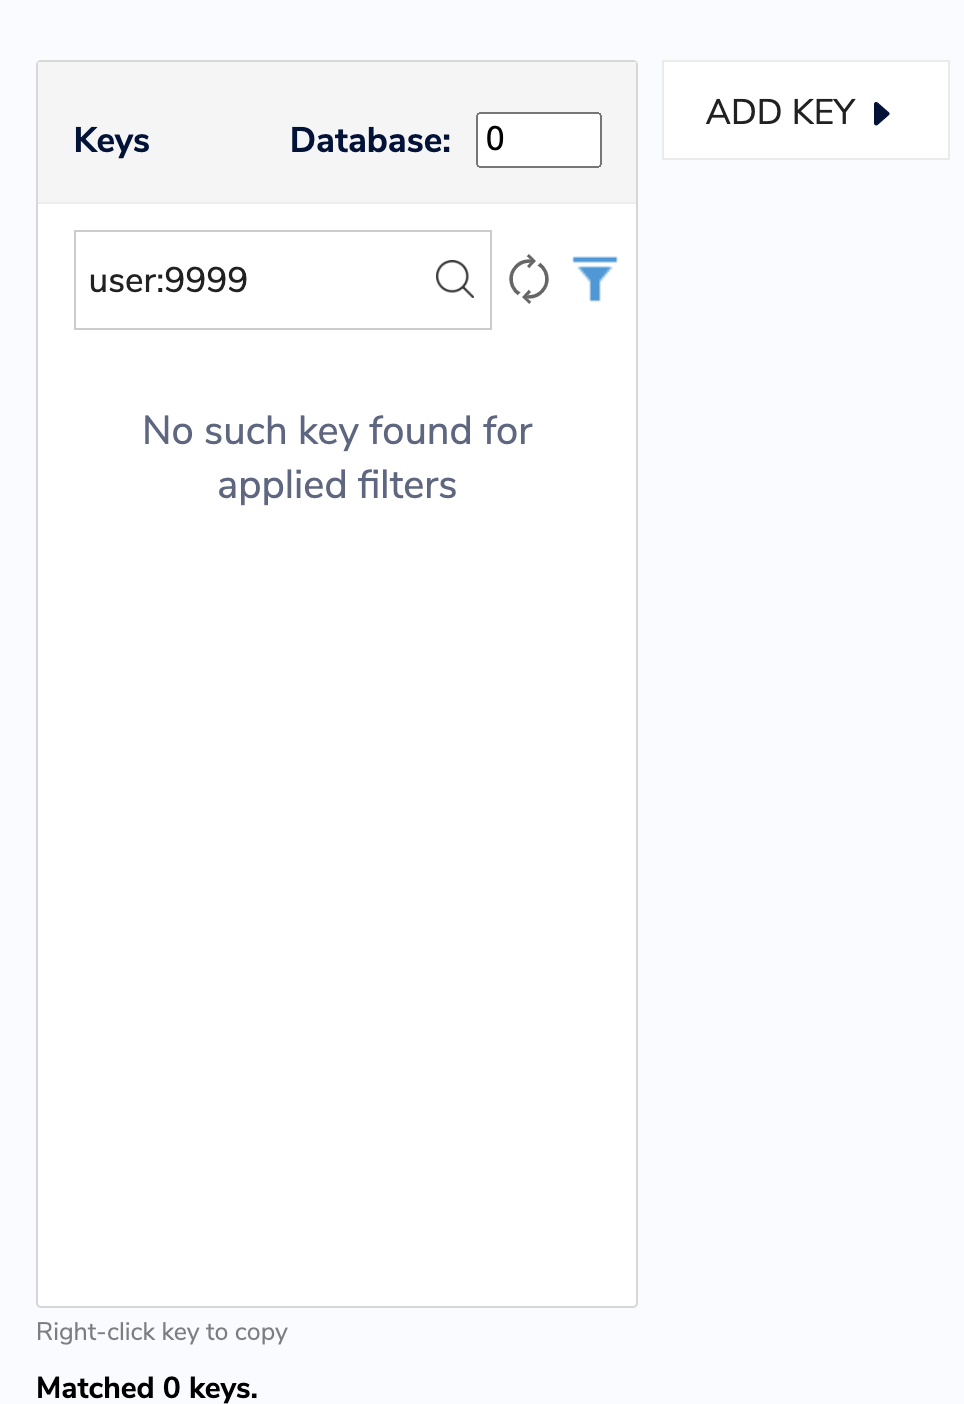 Keys
Database:
0
ADD KEY
user:9999
No such key found for
applied filters
Right-click key to copy
Matched 0 keys.